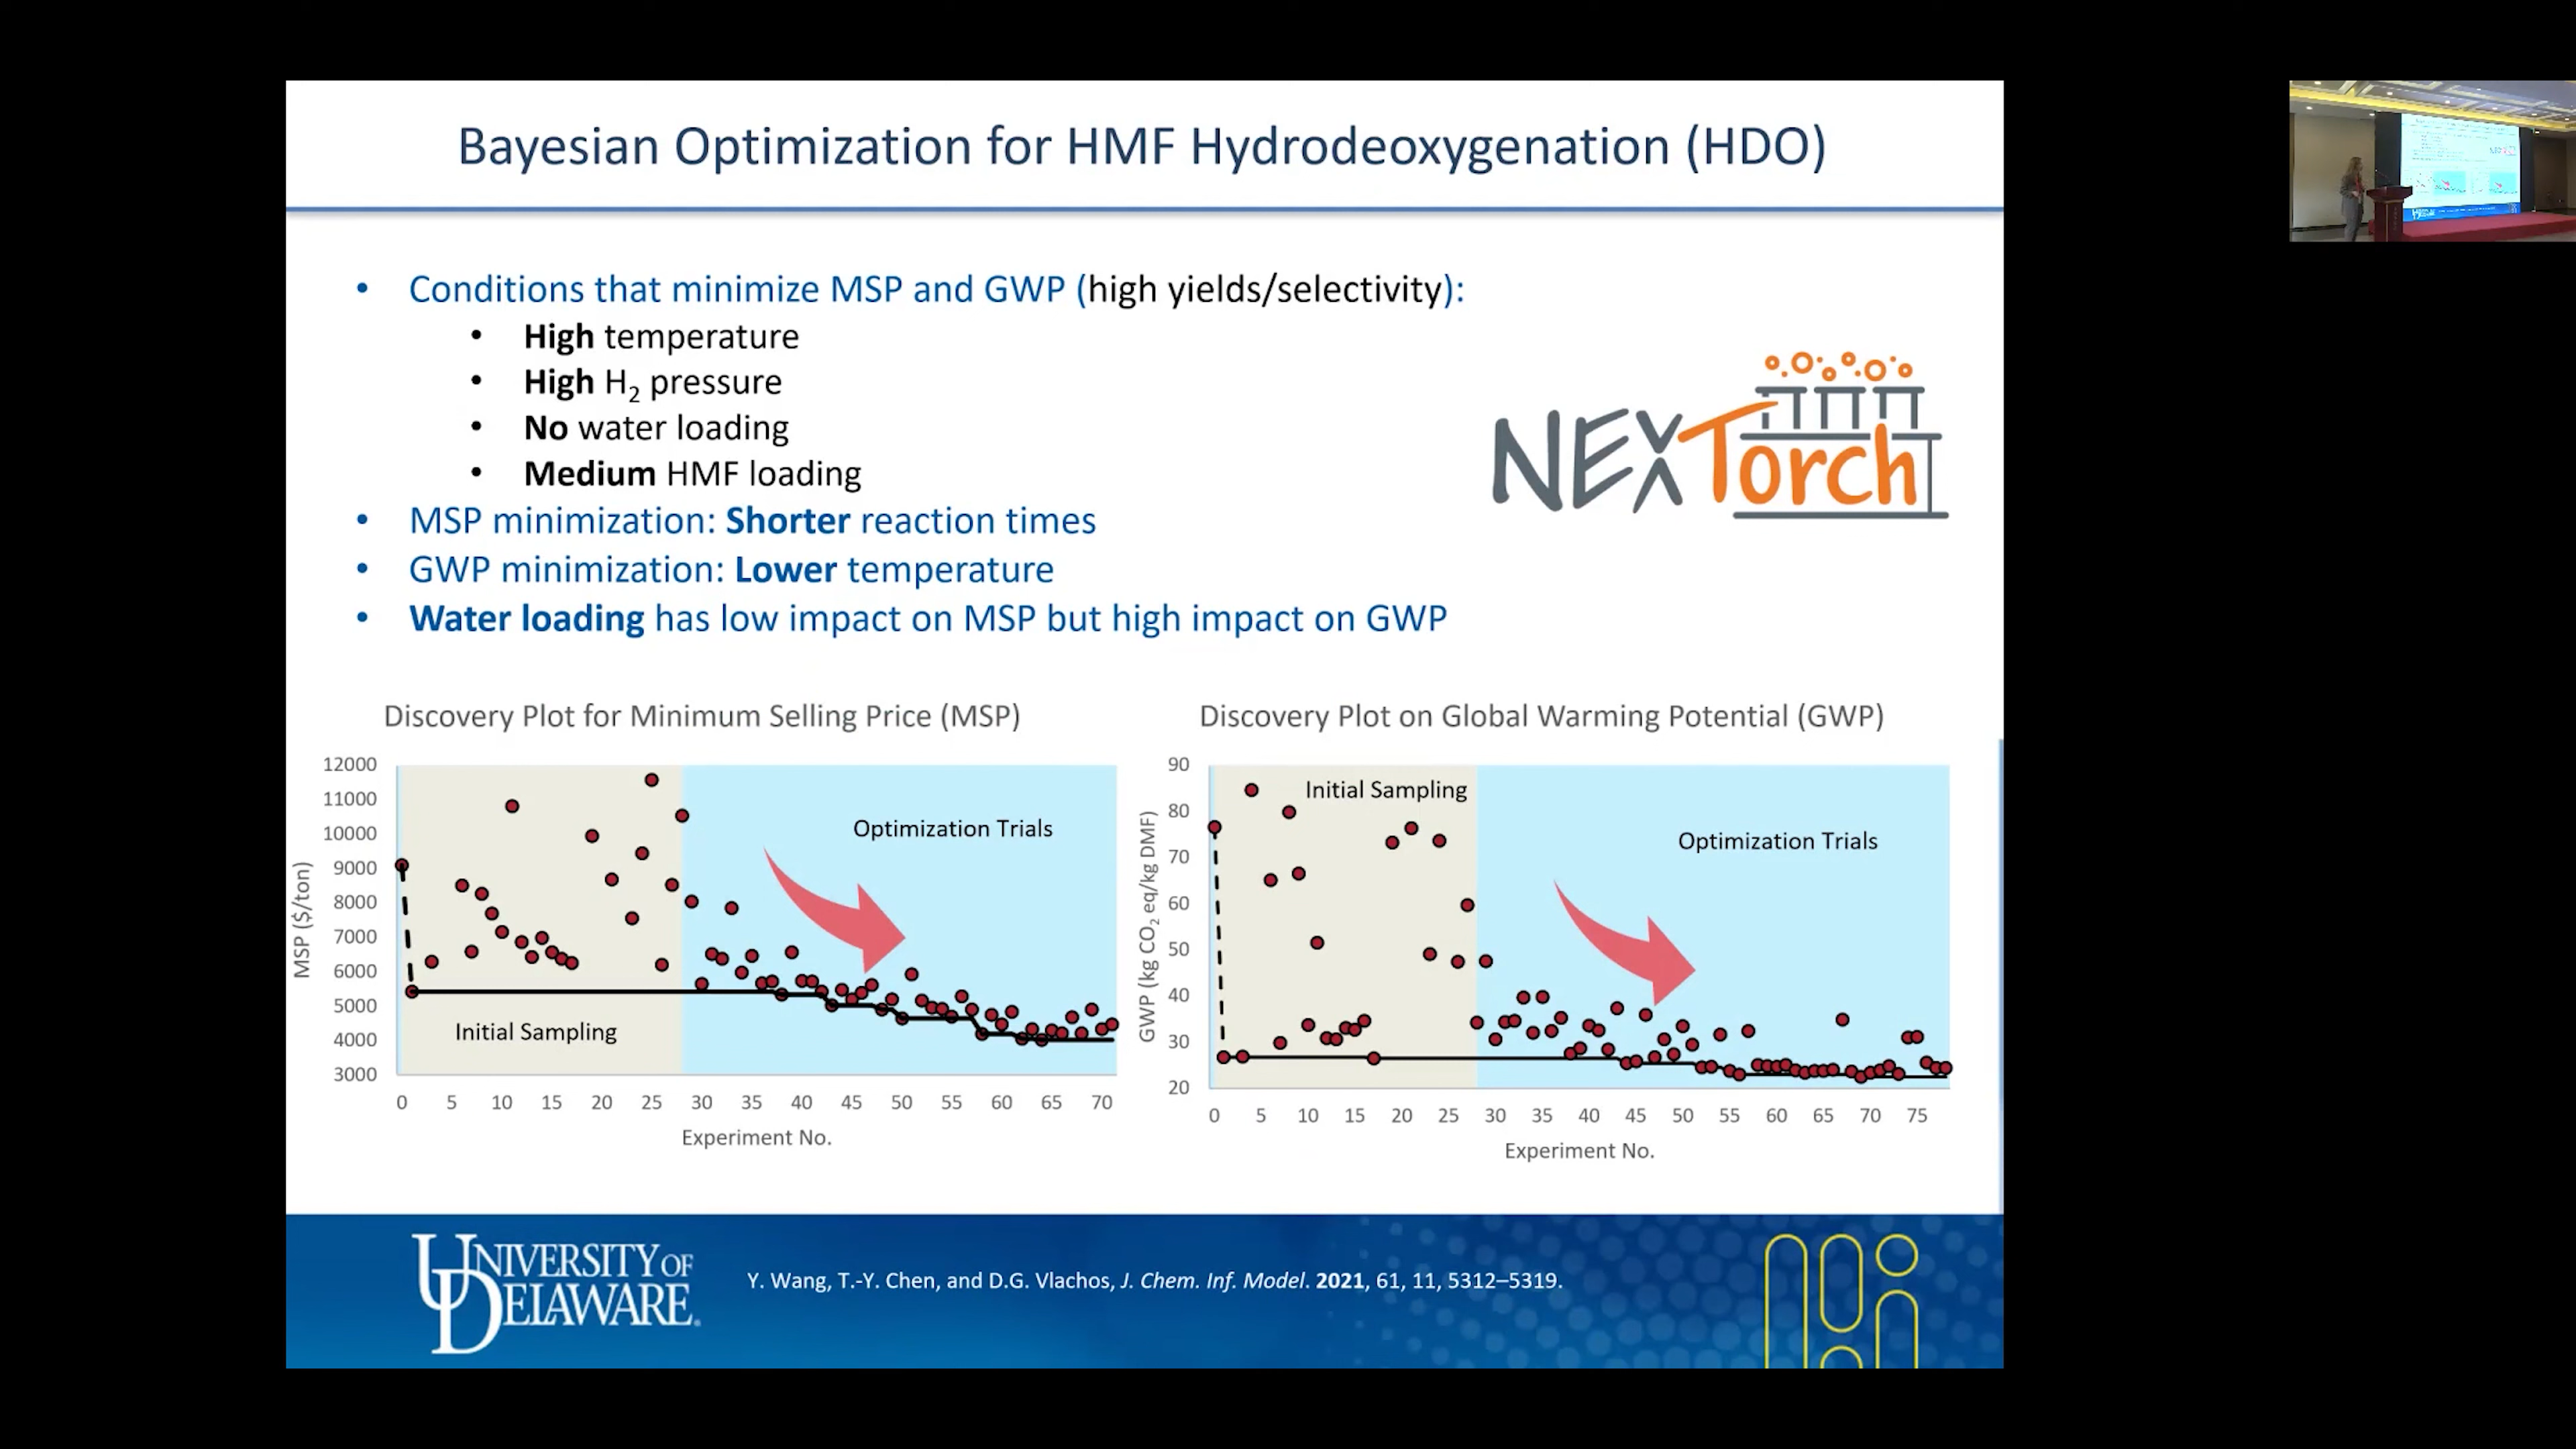 Bayesian Optimization for HMF Hydrodeoxygenation (HDO)
• Conditions that minimize MSP and GWP (high yields/selectivity):
• High temperature
• High H2 pressure
• No water loading
• Medium HMF loading
• MSP minimization: Shorter reaction times
• GWP minimization: Lower temperature
• Water loading has low impact on MSP but high impact on GWP
NEXTorch
Discovery Plot for Minimum Selling Price (MSP)
12000
11000
10000
9000
8000
7000
6000
5000
4000
3000
MSP ($/ton)
Optimization Trials
Initial Sampling
0 5 10 15 20 25 30 35 40 45 50 55 60 65 70
Experiment No.
Discovery Plot on Global Warming Potential (GWP)
90
80
70
60
50
40
30
20
GWP (kg CO2 eq/kg DMF)
Initial Sampling
Optimization Trials
0 5 10 15 20 25 30 35 40 45 50 55 60 65 70 75
Experiment No.
UNIVERSITY OF
DELAWARE.
Y. Wang, T.-Y. Chen, and D.G. Vlachos, J. Chem. Inf. Model. 2021, 61, 11, 5312–5319.